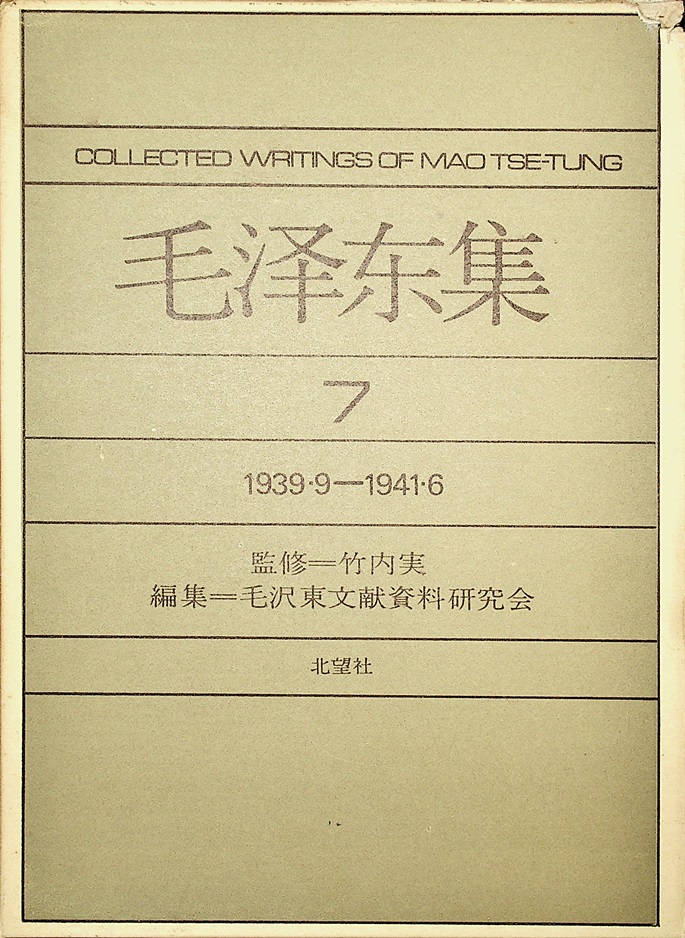 COLLECTED WRITINGS OF MAO TSE-TUNG
毛泽东集
7
1939·9—1941·6
監修＝竹内実
編集＝毛沢東文献資料研究会
北望社